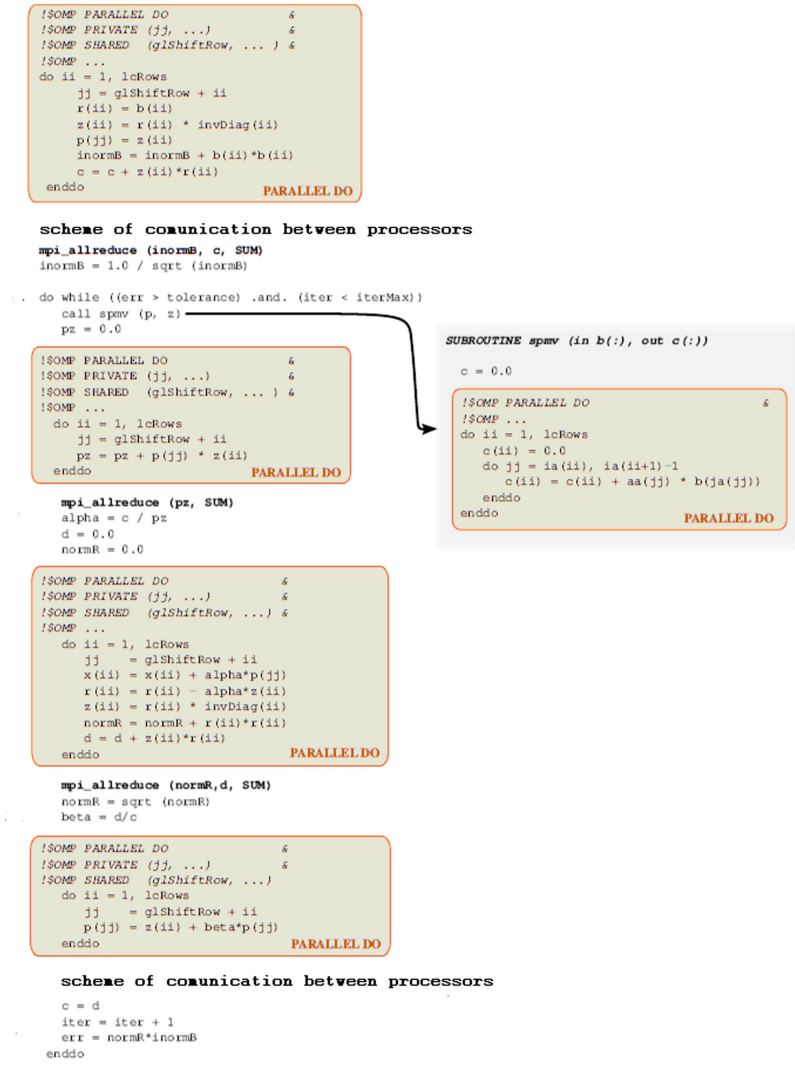 !$OMP PARALLEL DO &
!$OMP PRIVATE (jj, ...) &
!$OMP SHARED (glShiftRow, ... ) &
!$OMP ...
do ii = 1, lcRows
jj = glShiftRow + ii
r(ii) = b(ii)
z(ii) = r(ii) * invDiag(ii)
p(jj) = z(ii)
inormB = inormB + b(ii)*b(ii)
c = c + z(ii)*r(ii)
enddo
PARALLEL DO
scheme of comunication between processors
mpi_allreduce (inormB, c, SUM)
inormB = 1.0 / sqrt (inormB)
do while ((err > tolerance) .and. (iter < iterMax))
call spmv (p, z)
pz = 0.0
!$OMP PARALLEL DO &
!$OMP PRIVATE (jj, ...) &
!$OMP SHARED (glShiftRow, ... ) &
!$OMP ...
do ii = 1, lcRows
jj = glShiftRow + ii
pz = pz + p(jj) * z(ii)
enddo
PARALLEL DO
SUBROUTINE spmv (in b(:), out c(:))
c = 0.0
!$OMP PARALLEL DO &
!$OMP ...
do ii = 1, lcRows
c(ii) = 0.0
do jj = ia(ii), ia(ii+1)-1
c(ii) = c(ii) + aa(jj) * b(ja(jj))
enddo
enddo
PARALLEL DO
mpi_allreduce (pz, SUM)
alpha = c / pz
d = 0.0
normR = 0.0
!$OMP PARALLEL DO &
!$OMP PRIVATE (jj, ...) &
!$OMP SHARED (glShiftRow, ...) &
!$OMP ...
do ii = 1, lcRows
jj = glShiftRow + ii
x(ii) = x(ii) + alpha*p(jj)
r(ii) = r(ii) - alpha*z(ii)
z(ii) = r(ii) * invDiag(ii)
normR = normR + r(ii)*r(ii)
d = d + z(ii)*r(ii)
enddo
PARALLEL DO
mpi_allreduce (normR,d, SUM)
normR = sqrt (normR)
beta = d/c
!$OMP PARALLEL DO &
!$OMP PRIVATE (jj, ...) &
!$OMP SHARED (glShiftRow, ...)
do ii = 1, lcRows
jj = glShiftRow + ii
p(jj) = z(ii) + beta*p(jj)
enddo
PARALLEL DO
scheme of comunication between processors
c = d
iter = iter + 1
err = normR*inormB
enddo